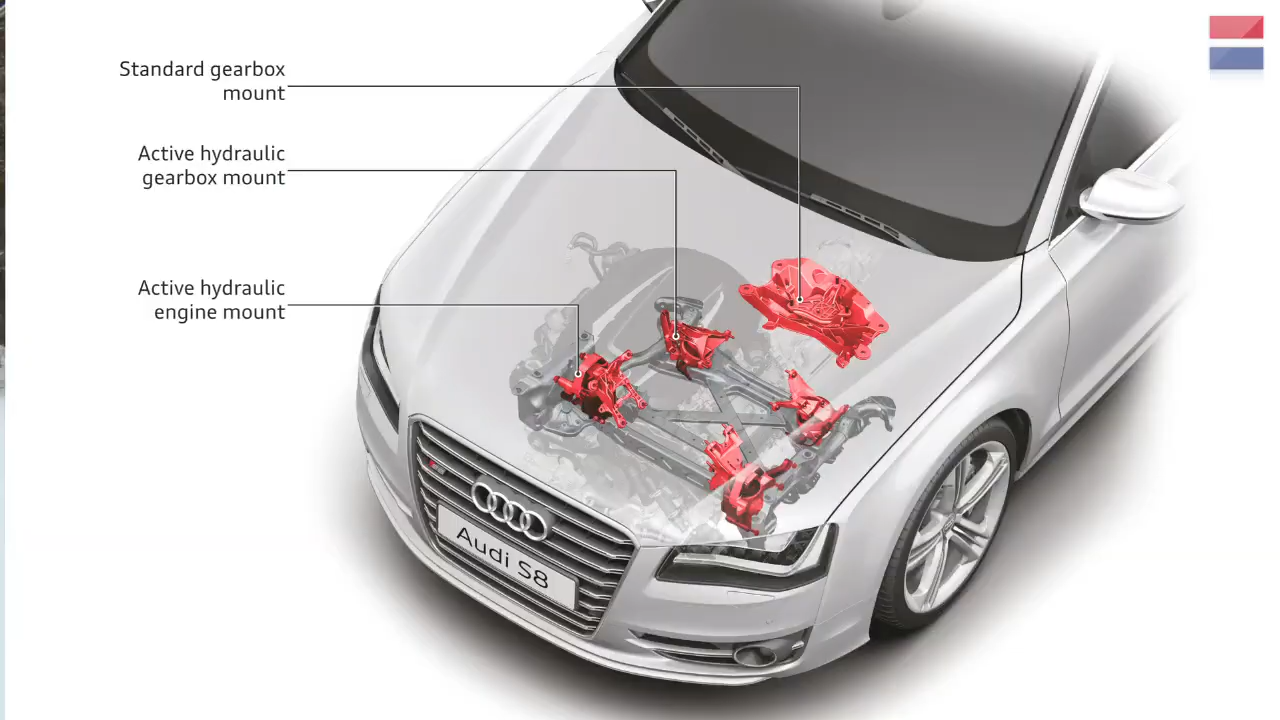 Standard gearbox
mount
Active hydraulic
gearbox mount
Active hydraulic
engine mount
Audi S8